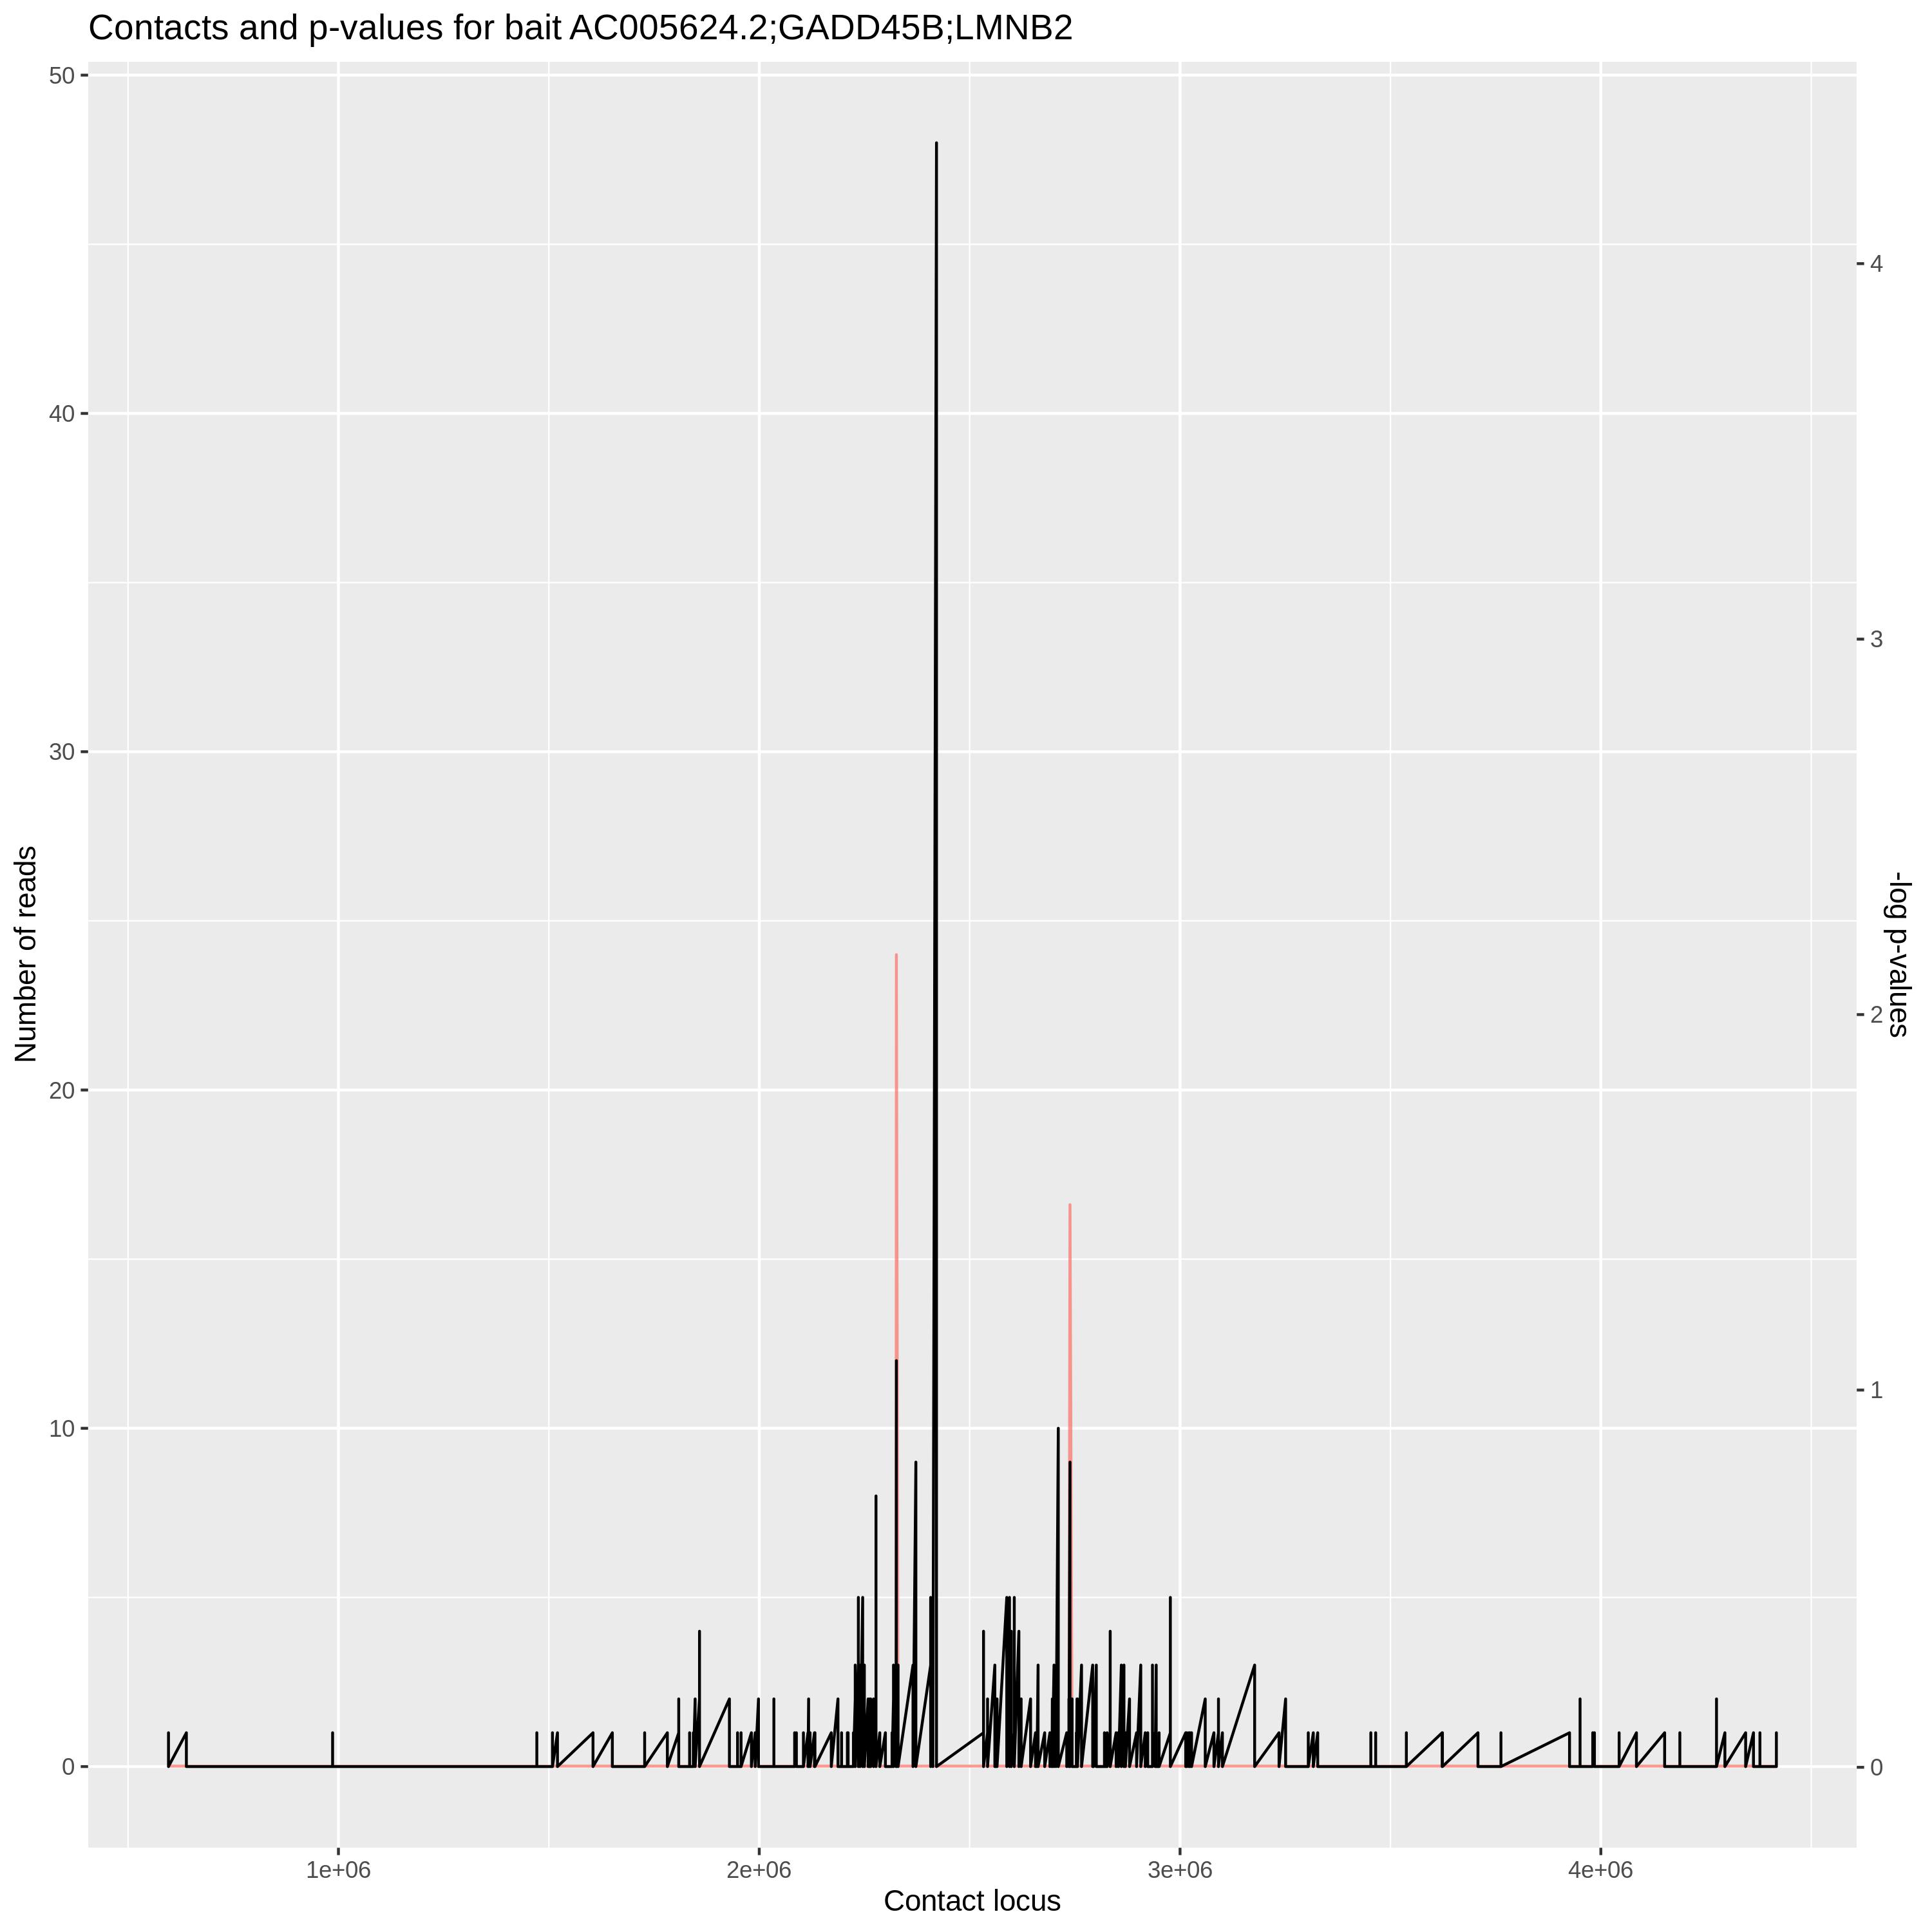 Contacts and p-values for bait AC005624.2;GADD45B;LMNB2
50
40
30
20
10
0
Number of reads
4
3
2
1
0
-log p-values
1e+06
2e+06
3e+06
4e+06
Contact locus